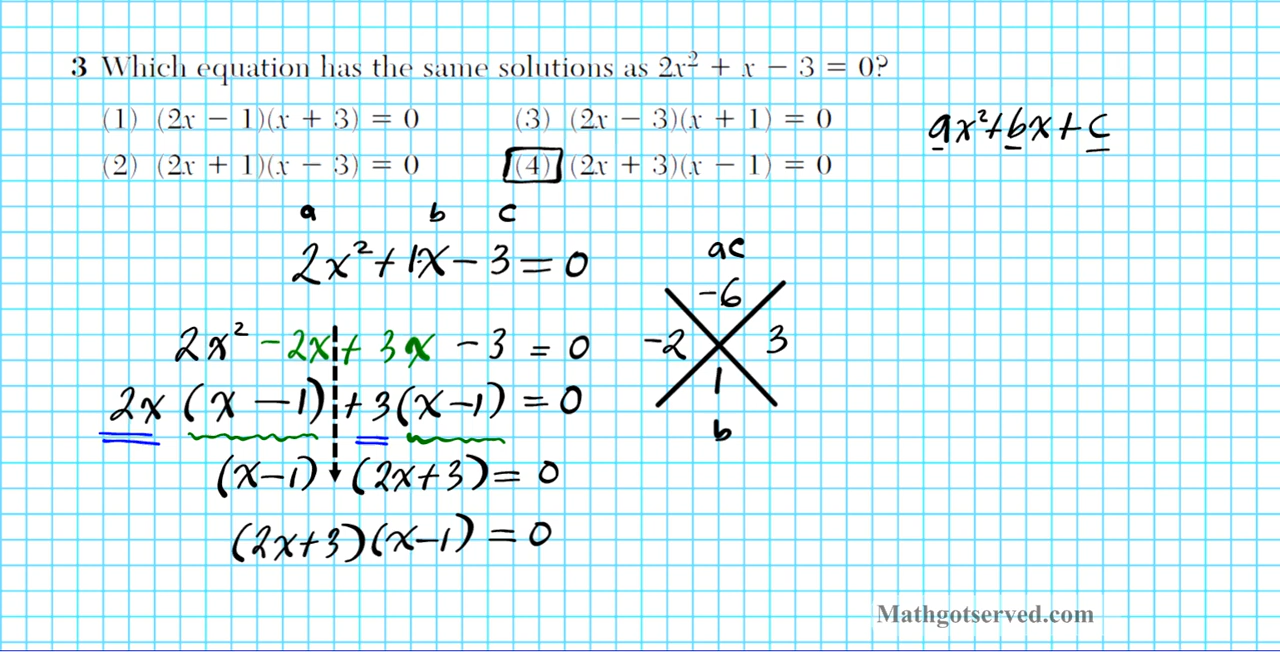 3 Which equation has the same solutions as 2x² + x − 3 = 0?
(1) (2x − 1)(x + 3) = 0 (3) (2x − 3)(x + 1) = 0
(2) (2x + 1)(x − 3) = 0 (4) (2x + 3)(x − 1) = 0
ax²+bx+c
a b c
2x²+1x−3=0
ac
-6
-2 3
1
b
2x² -2x + 3x -3 = 0
2x (x −1) + 3(x−1) = 0
(x−1) (2x+3) = 0
(2x+3)(x−1) = 0
Mathgotserved.com